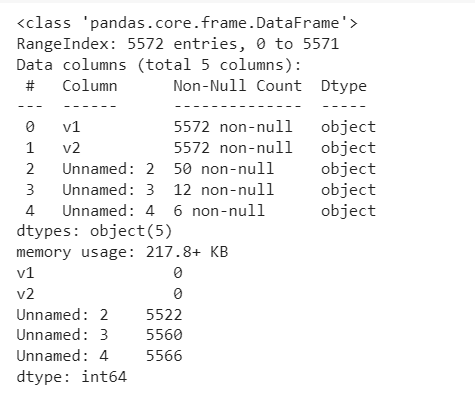 <class 'pandas.core.frame.DataFrame'>
RangeIndex: 5572 entries, 0 to 5571
Data columns (total 5 columns):
 #   Column      Non-Null Count  Dtype
---  ------      --------------  -----
 0   v1          5572 non-null   object
 1   v2          5572 non-null   object
 2   Unnamed: 2  50 non-null     object
 3   Unnamed: 3  12 non-null     object
 4   Unnamed: 4  6 non-null      object
dtypes: object(5)
memory usage: 217.8+ KB
v1               0
v2               0
Unnamed: 2    5522
Unnamed: 3    5560
Unnamed: 4    5566
dtype: int64